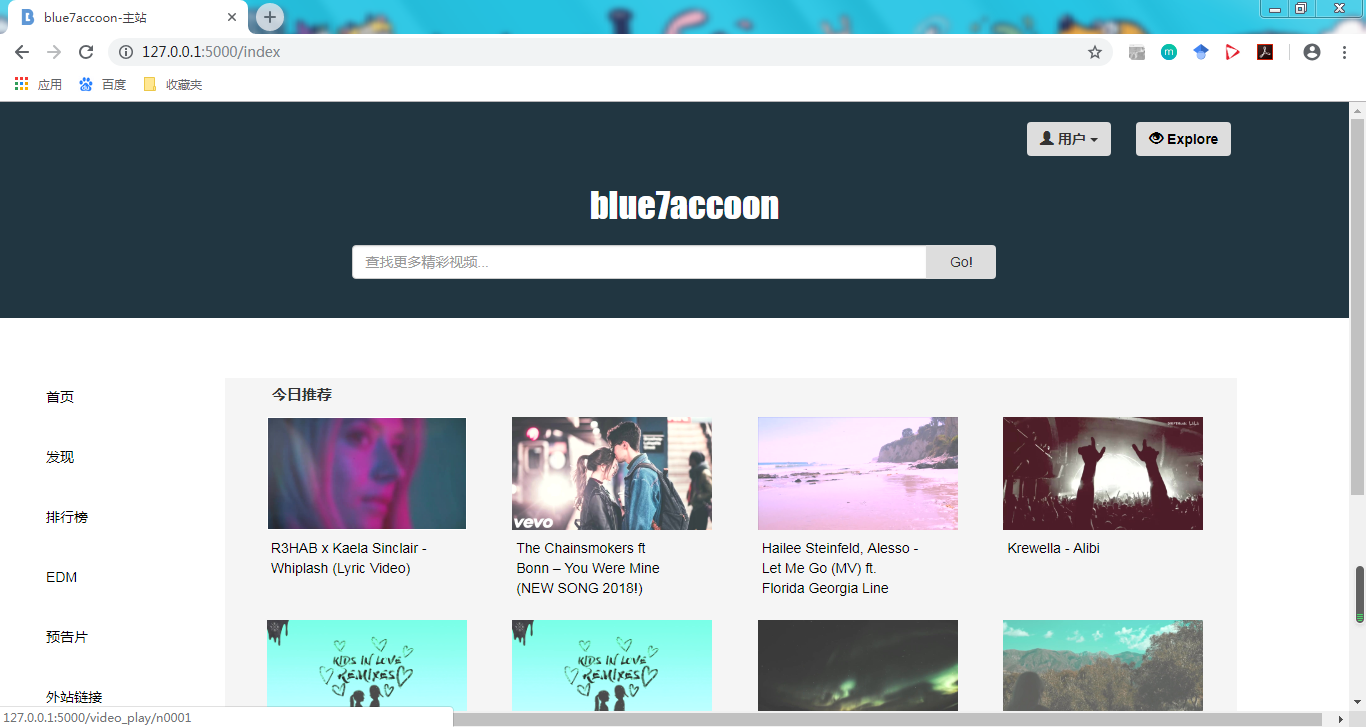 blue7accoon-主站
127.0.0.1:5000/index
应用
百度
收藏夹
用户
Explore
blue7accoon
查找更多精彩视频...
Go!
首页
发现
排行榜
EDM
预告片
外站链接
今日推荐
vevo
R3HAB x Kaela Sinclair -
Whiplash (Lyric Video)
The Chainsmokers ft
Bonn – You Were Mine
(NEW SONG 2018!)
Hailee Steinfeld, Alesso -
Let Me Go (MV) ft.
Florida Georgia Line
Krewella - Alibi
KIDS IN LOVE
REMIXES
KIDS IN LOVE
REMIXES
127.0.0.1:5000/video_play/n0001